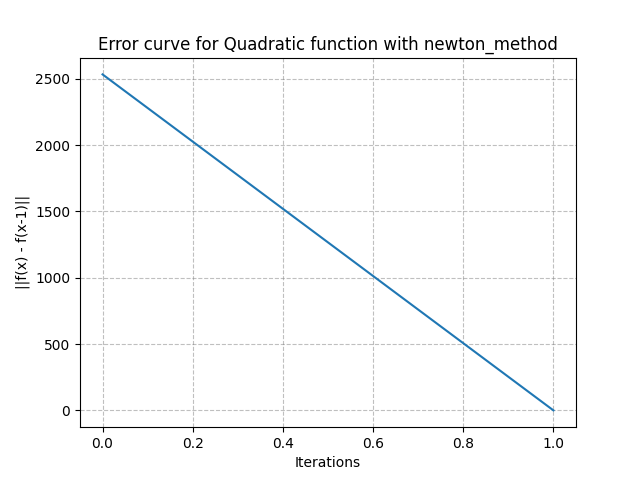 Error curve for Quadratic function with newton_method
2500
2000
1500
1000
500
0
||f(x) - f(x-1)||
0.0 0.2 0.4 0.6 0.8 1.0
Iterations